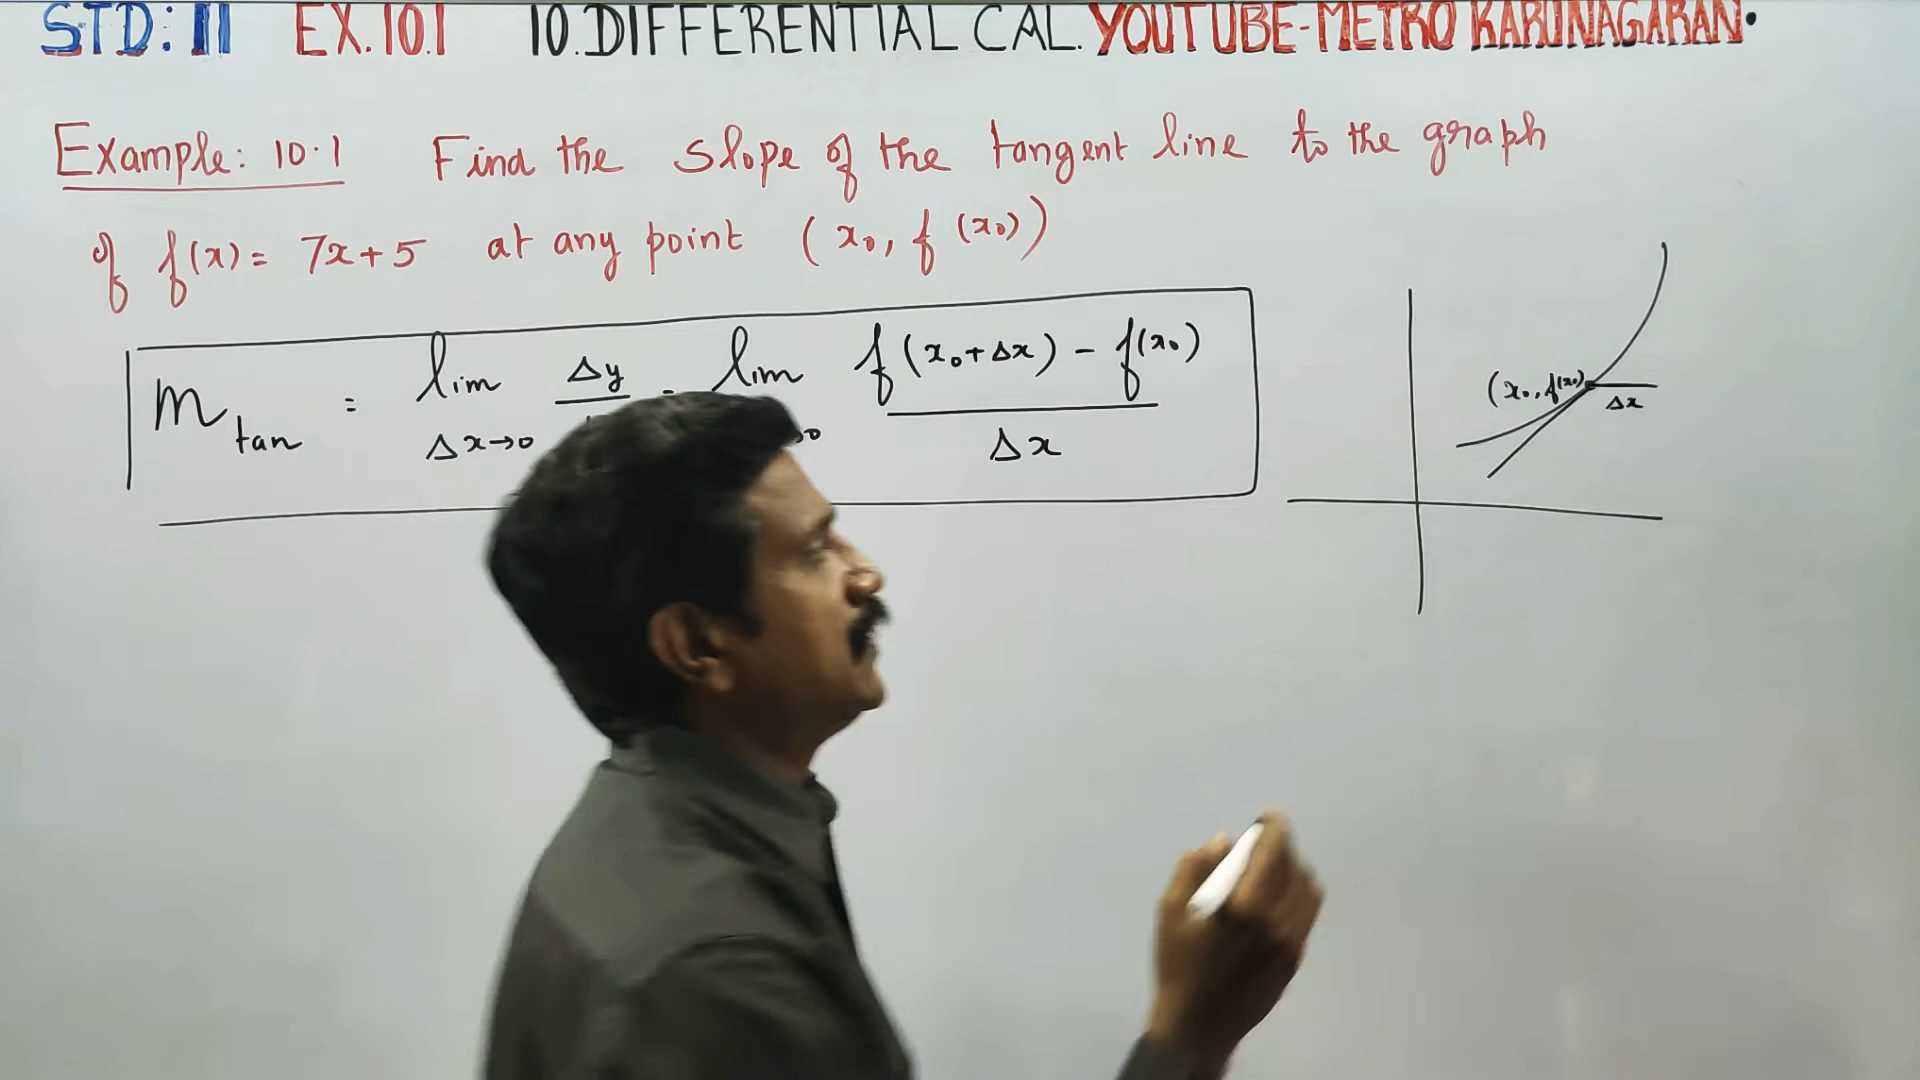 STD: 11 EX.10.1 10.DIFFERENTIAL CAL. YOUTUBE-METRO KARUNAGARAN.
Example: 10.1 Find the slope of the tangent line to the graph
of f(x) = 7x+5 at any point (x₀, f(x₀))
m_tan = lim Δx→0 Δy = lim →0 f(x₀+Δx) - f(x₀) / Δx
(x₀, f(x₀)
Δx